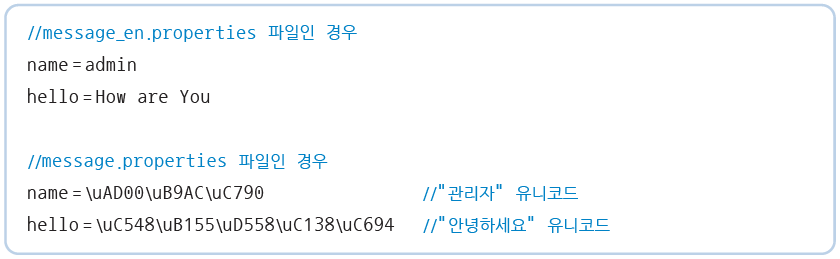 //message_en.properties 파일인 경우
name=admin
hello=How are You
//message.properties 파일인 경우
name=\uAD00\uB9AC\uC790 //"관리자" 유니코드
hello=\uC548\uB155\uD558\uC138\uC694 //"안녕하세요" 유니코드